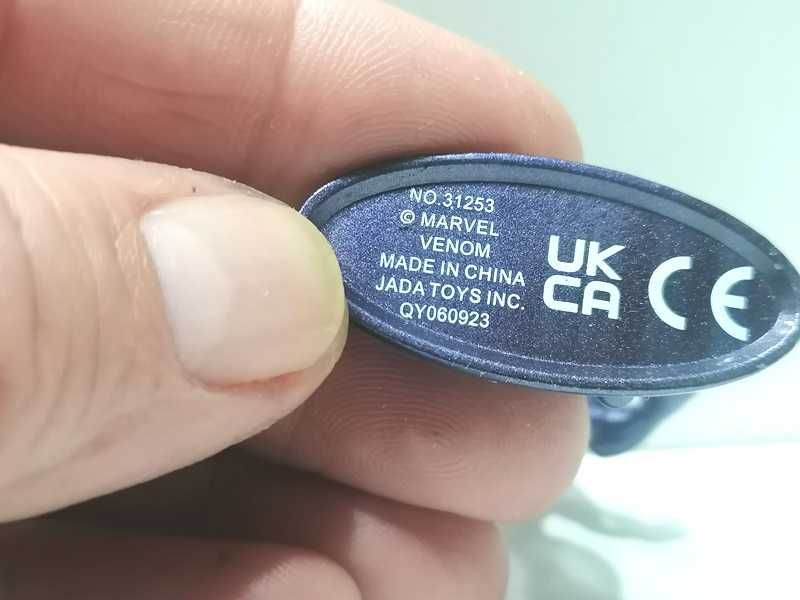 NO.31253
© MARVEL
VENOM
MADE IN CHINA
JADA TOYS INC.
QY060923
UK
CA
CE